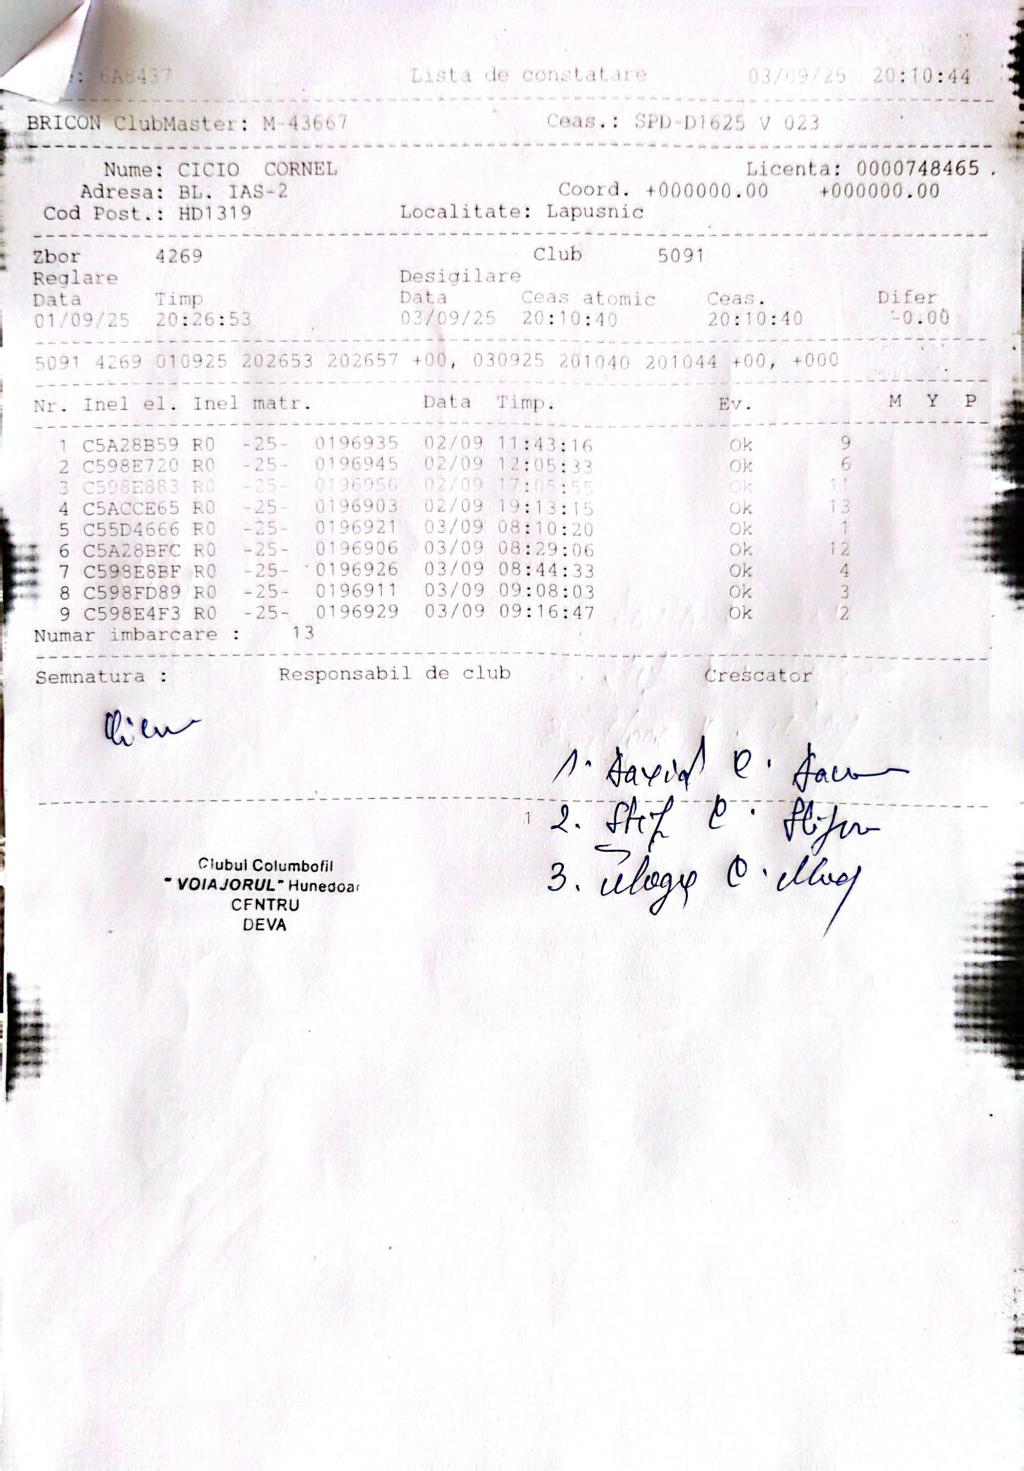 : 6A8437 Lista de constatare 03/09/25 20:10:44
BRICON ClubMaster: M-43667 Ceas.: SPD-D1625 V 023
Nume: CICIO CORNEL Licenta: 0000748465 .
Adresa: BL. IAS-2 Coord. +000000.00 +000000.00
Cod Post.: HD1319 Localitate: Lapusnic
Zbor 4269 Club 5091
Reglare Desigilare
Data Timp Data Ceas atomic Ceas. Difer
01/09/25 20:26:53 03/09/25 20:10:40 20:10:40 -0.00
5091 4269 010925 202653 202657 +00, 030925 201040 201044 +00, +000
Nr. Inel el. Inel matr. Data Timp. Ev. M Y P
1 C5A28B59 RO -25- 0196935 02/09 11:43:16 Ok 9
2 C598E720 RO -25- 0196945 02/09 12:05:33 Ok 6
3 C598E883 RO -25- 0196956 02/09 17:05:55 Ok 11
4 C5ACCE65 RO -25- 0196903 02/09 19:13:15 Ok 13
5 C55D4666 RO -25- 0196921 03/09 08:10:20 Ok 1
6 C5A28BFC RO -25- 0196906 03/09 08:29:06 Ok 12
7 C598E8BF RO -25- 0196926 03/09 08:44:33 Ok 4
8 C598FD89 RO -25- 0196911 03/09 09:08:03 Ok 3
9 C598E4F3 RO -25- 0196929 03/09 09:16:47 Ok 2
Numar imbarcare : 13
Semnatura : Responsabil de club Crescator
1. David C.
1
2. C.
3. C.
Clubul Columbofil
"VOIAJORUL" Hunedoar
CENTRU
DEVA